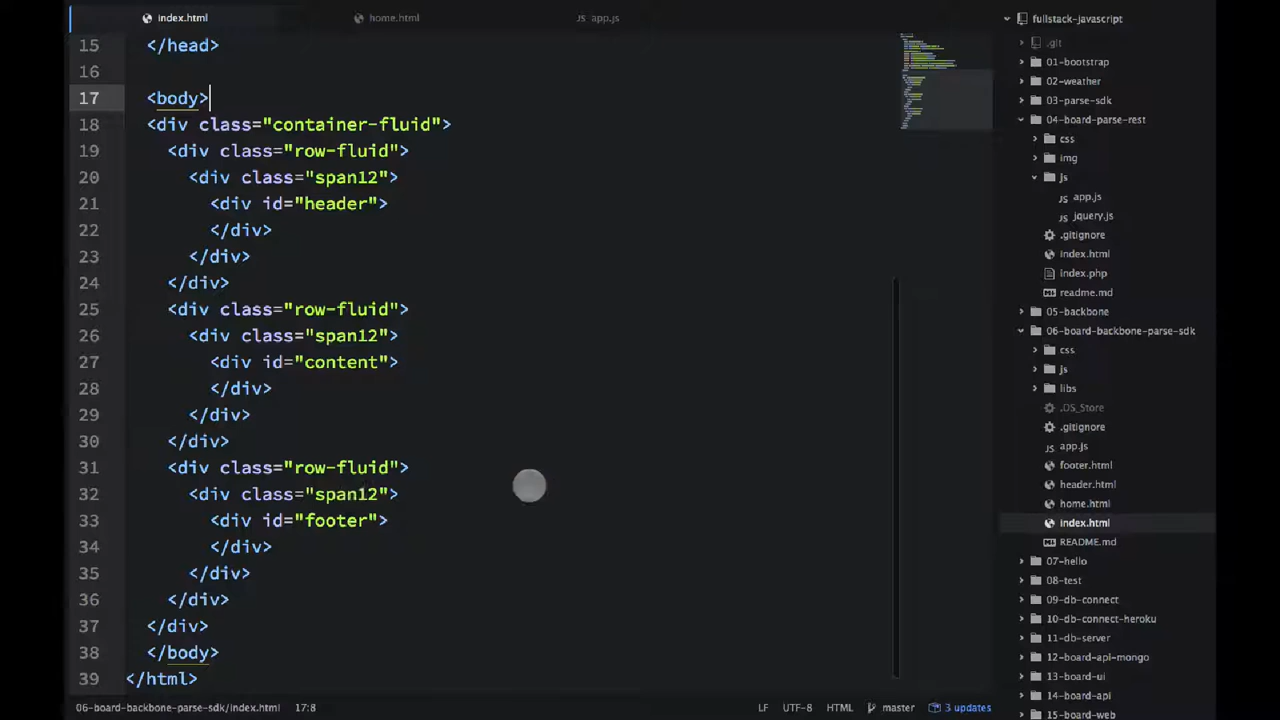 index.html
home.html
JS app.js
15 </head>
16
17 <body>
18 <div class="container-fluid">
19 <div class="row-fluid">
20 <div class="span12">
21 <div id="header">
22 </div>
23 </div>
24 </div>
25 <div class="row-fluid">
26 <div class="span12">
27 <div id="content">
28 </div>
29 </div>
30 </div>
31 <div class="row-fluid">
32 <div class="span12">
33 <div id="footer">
34 </div>
35 </div>
36 </div>
37 </div>
38 </body>
39 </html>
fullstack-javascript
.git
01-bootstrap
02-weather
03-parse-sdk
04-board-parse-rest
css
img
js
JS app.js
JS jquery.js
.gitignore
index.html
index.php
readme.md
05-backbone
06-board-backbone-parse-sdk
css
js
libs
.DS_Store
.gitignore
app.js
footer.html
header.html
home.html
index.html
README.md
07-hello
08-test
09-db-connect
10-db-connect-heroku
11-db-server
12-board-api-mongo
13-board-ui
14-board-api
15-board-web
06-board-backbone-parse-sdk/index.html 17:8
LF UTF-8 HTML master 3 updates